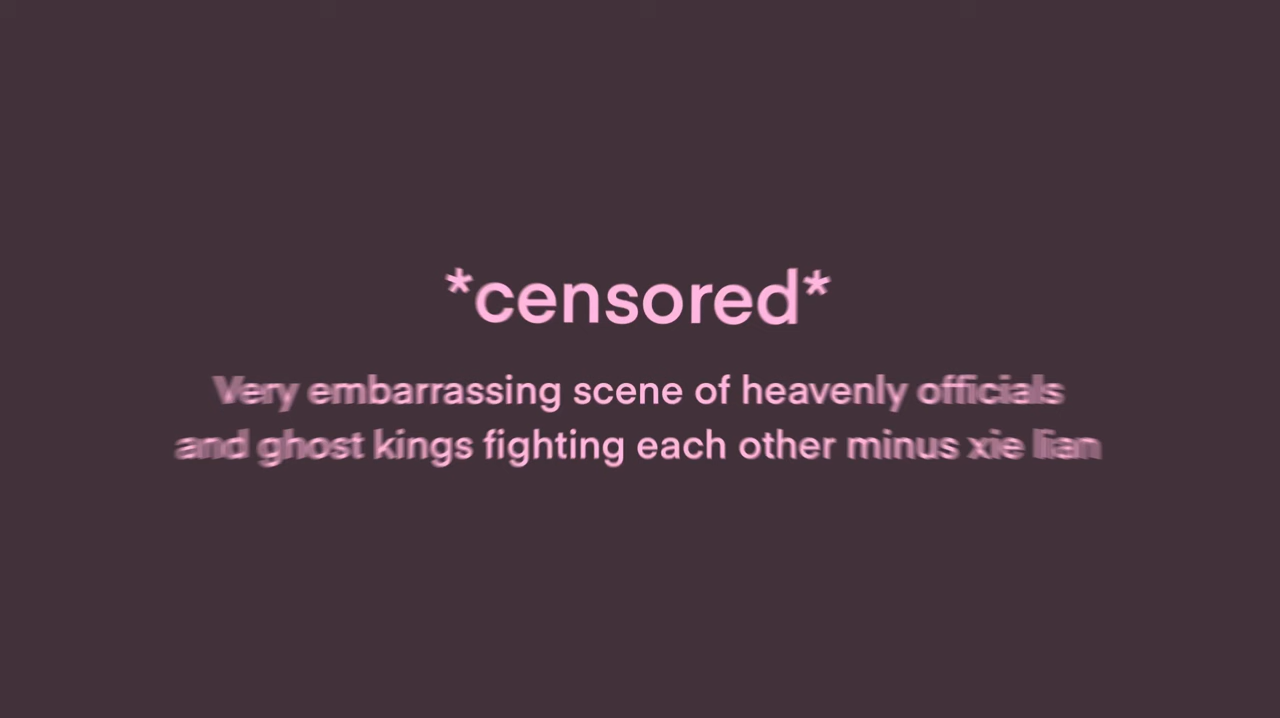 *censored*
Very embarrassing scene of heavenly officials
and ghost kings fighting each other minus xie lian